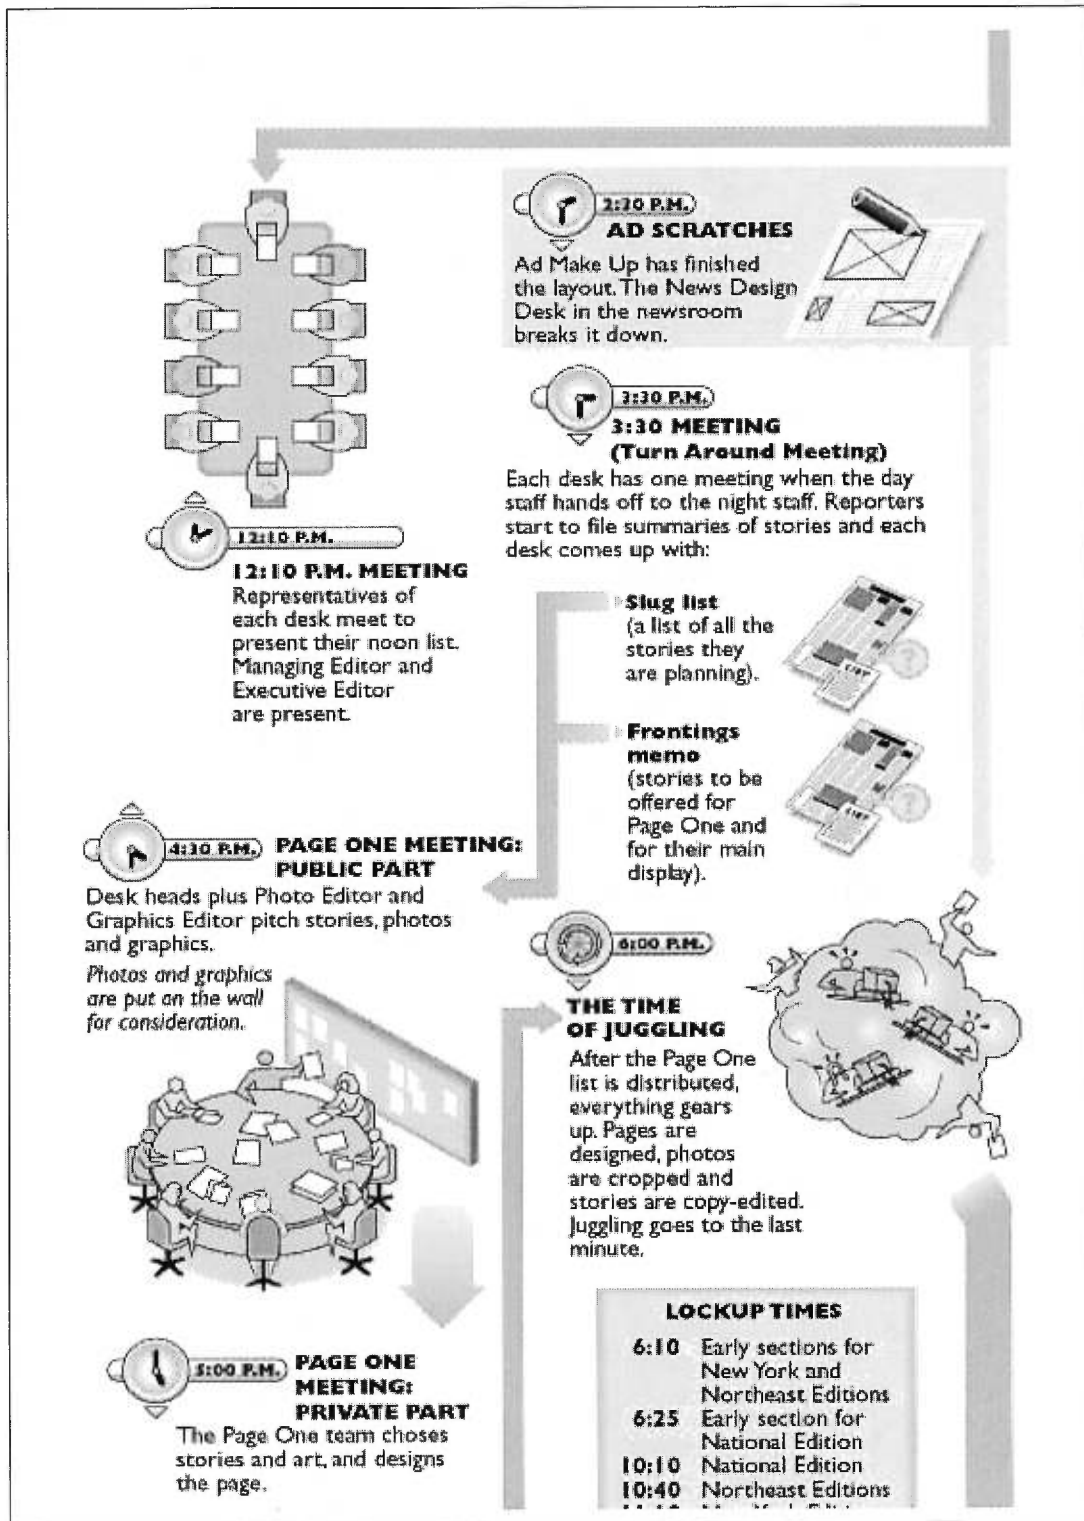 12:10 P.M.
12:10 P.M. MEETING
Representatives of
each desk meet to
present their noon list.
Managing Editor and
Executive Editor
are present.
2:30 P.M.
AD SCRATCHES
Ad Make Up has finished
the layout. The News Design
Desk in the newsroom
breaks it down.
3:30 P.M.
3:30 MEETING
(Turn Around Meeting)
Each desk has one meeting when the day
staff hands off to the night staff. Reporters
start to file summaries of stories and each
desk comes up with:
Slug list
(a list of all the
stories they
are planning).
LIST
Frontings
memo
(stories to be
offered for
Page One and
for their main
display).
LIST
4:30 P.M.
PAGE ONE MEETING:
PUBLIC PART
Desk heads plus Photo Editor and
Graphics Editor pitch stories, photos
and graphics.
Photos and graphics
are put on the wall
for consideration.
5:00 P.M.
PAGE ONE
MEETING:
PRIVATE PART
The Page One team choses
stories and art, and designs
the page.
6:00 P.M.
THE TIME
OF JUGGLING
After the Page One
list is distributed,
everything gears
up. Pages are
designed, photos
are cropped and
stories are copy-edited.
Juggling goes to the last
minute.
LOCKUP TIMES
6:10 Early sections for
New York and
Northeast Editions
6:25 Early section for
National Edition
10:10 National Edition
10:40 Northeast Editions